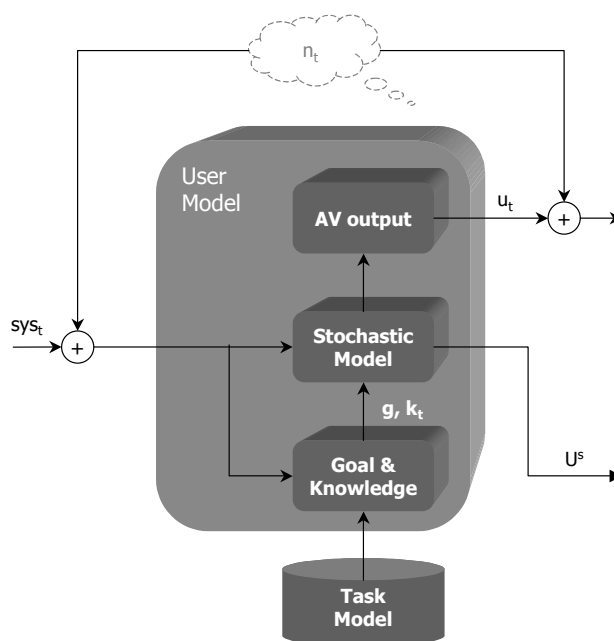 n_t
User
Model
AV output
u_t
+
sys_t
+
Stochastic
Model
g, k_t
U^s
Goal &
Knowledge
Task
Model